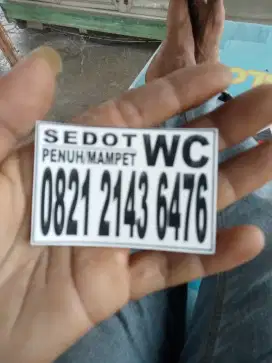 SEDOT WC
PENUH/MAMPET
0821 2143 6476